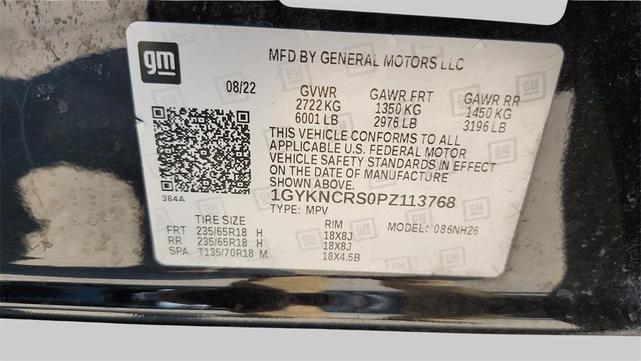 gm
MFD BY GENERAL MOTORS LLC
08/22
GVWR GAWR FRT GAWR RR
2722 KG 1350 KG 1450 KG
6001 LB 2976 LB 3196 LB
THIS VEHICLE CONFORMS TO ALL
APPLICABLE U.S. FEDERAL MOTOR
VEHICLE SAFETY STANDARDS IN EFFECT
ON THE DATE OF MANUFACTURE
SHOWN ABOVE
384A
1GYKNCRS0PZ113768
TYPE: MPV MODEL: 086NH26
TIRE SIZE RIM
FRT 235/65R18 H 18X8J
RR 235/65R18 H 18X8J
SPA T135/70R18 M 18X4.5B